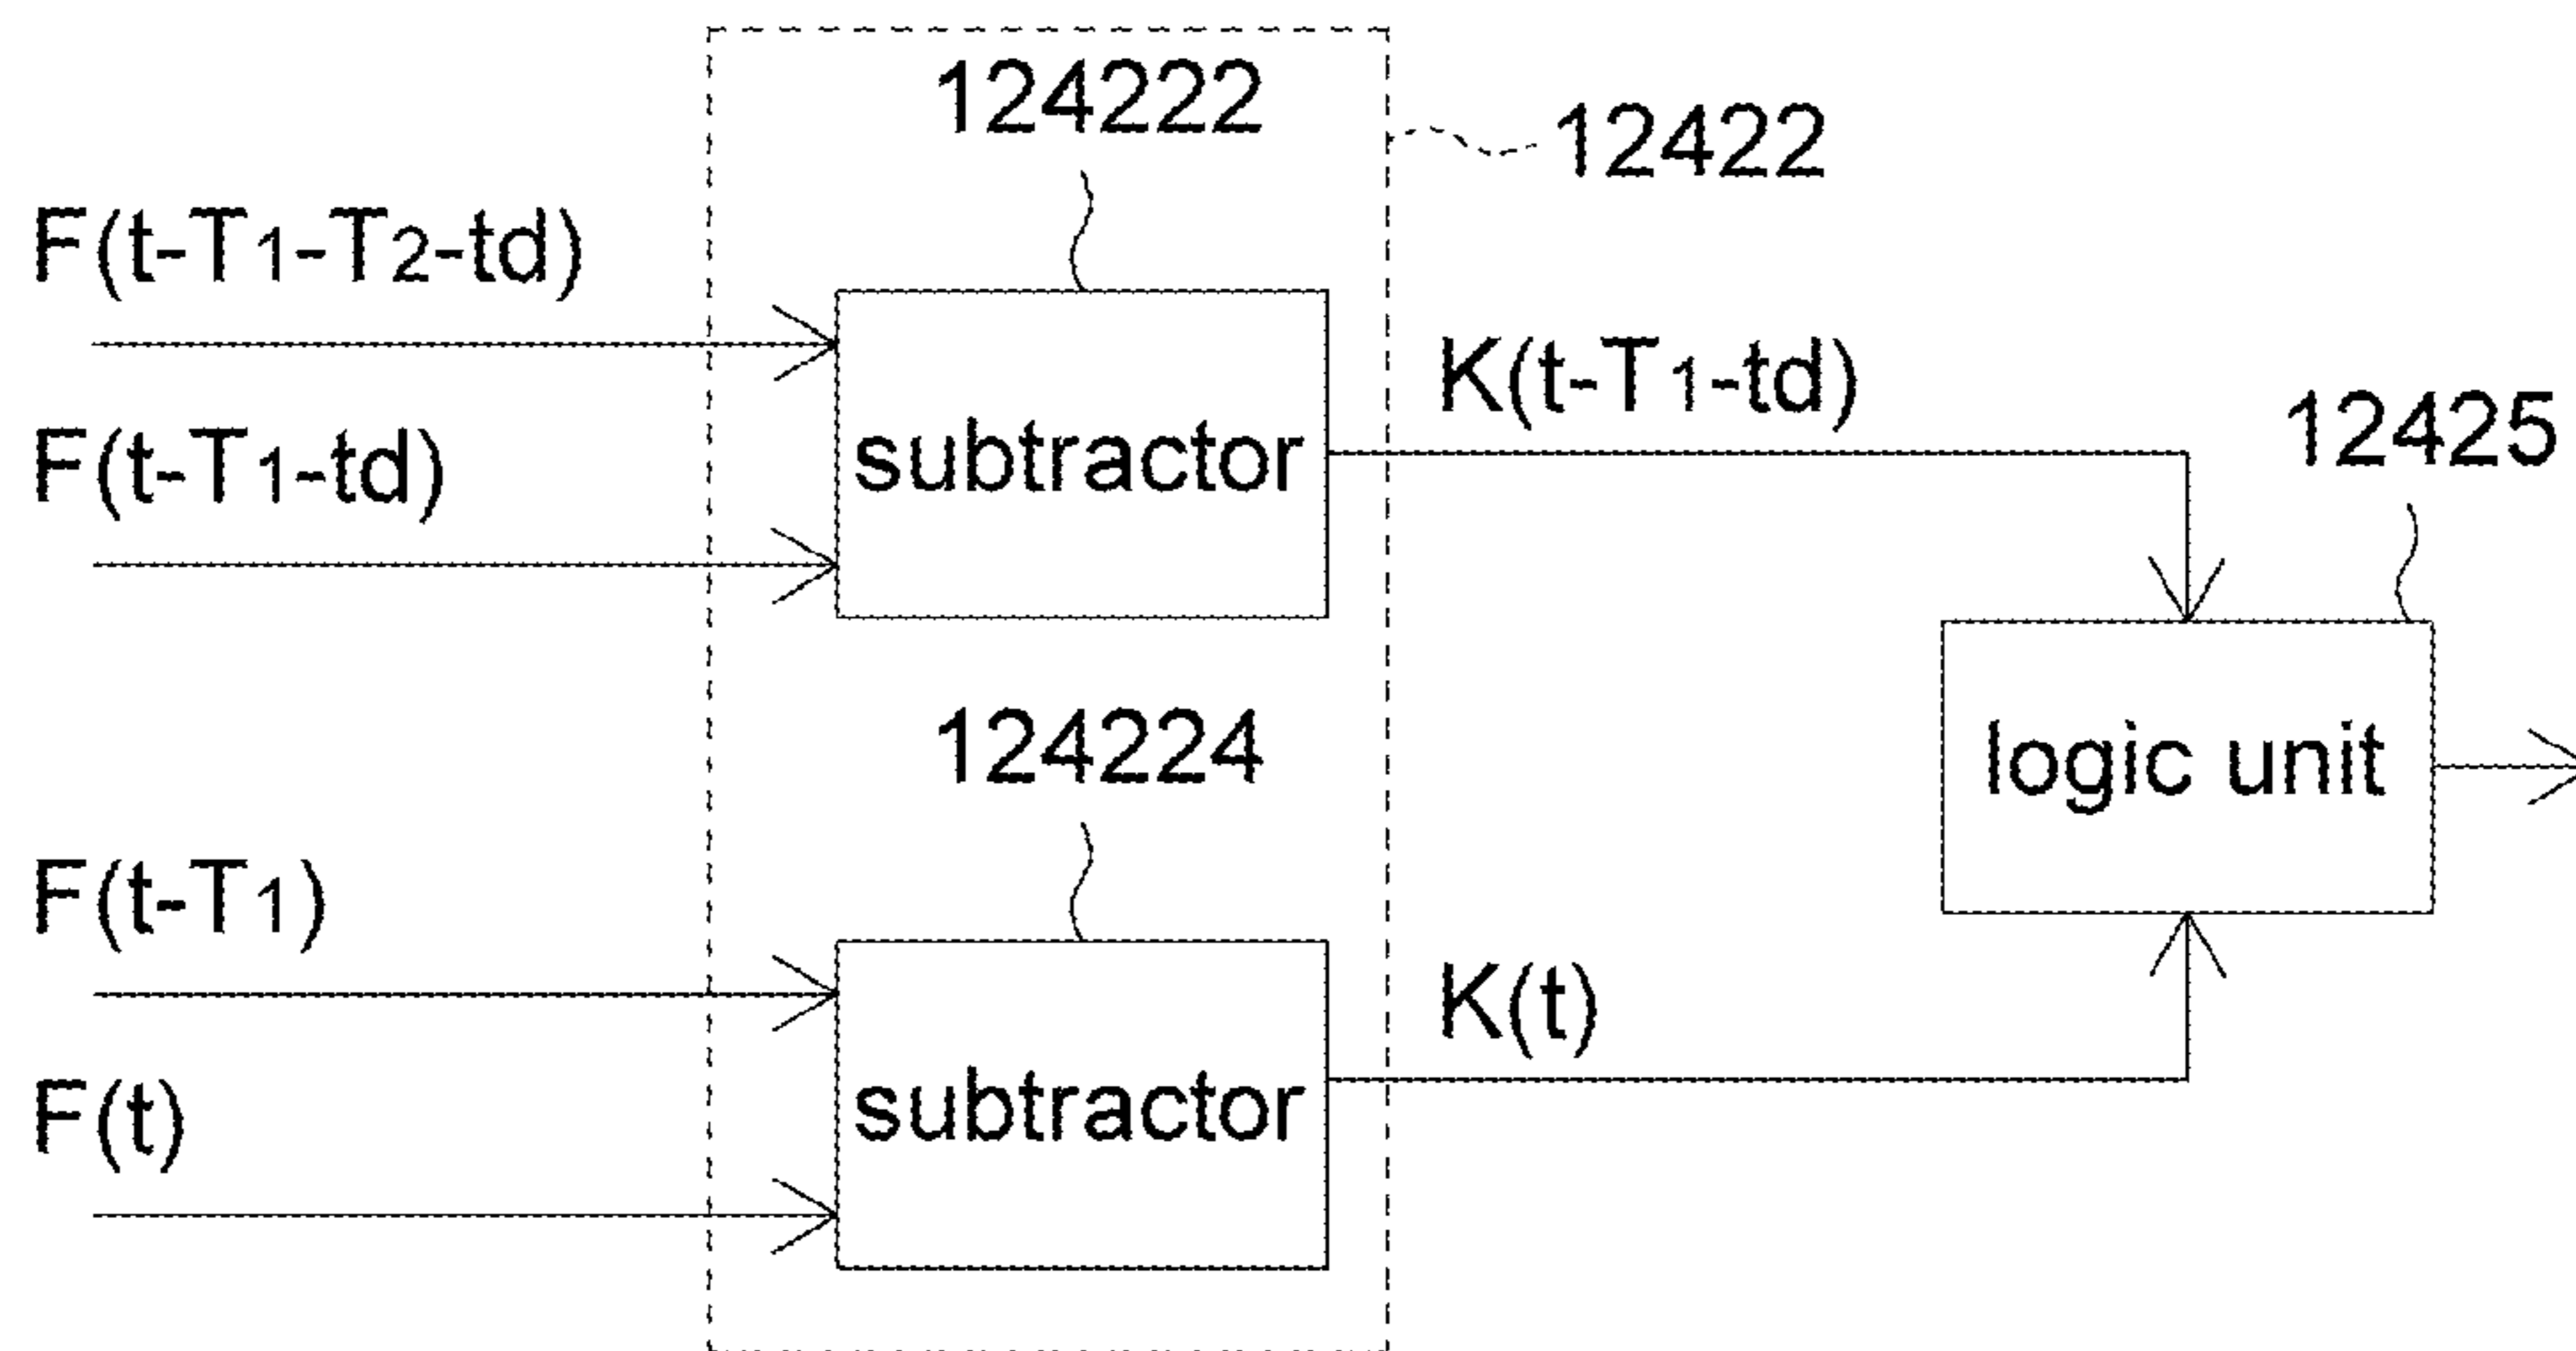 124222
12422
F(t-T1-T2-td)
K(t-T1-td)
F(t-T1-td)
subtractor
12425
124224
logic unit
F(t-T1)
K(t)
F(t)
subtractor